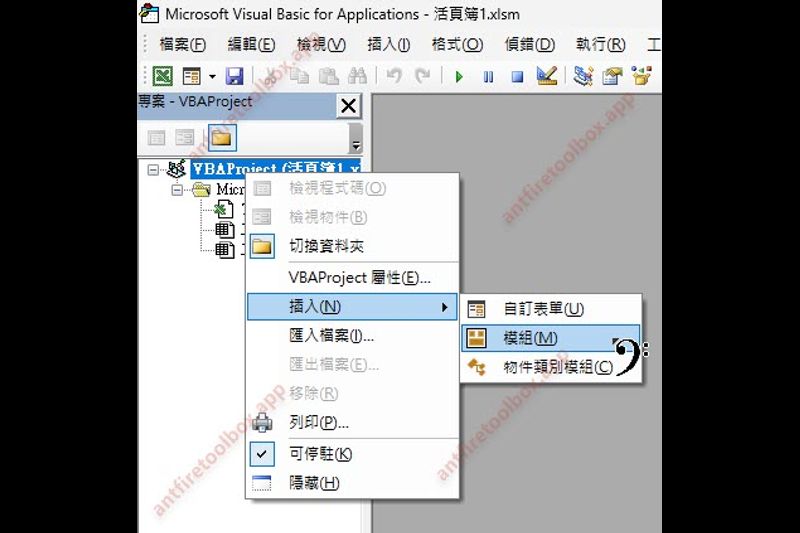 Microsoft Visual Basic for Applications - 活頁簿1.xlsm
檔案(F) 編輯(E) 檢視(V) 插入(I) 格式(O) 偵錯(D) 執行(R) 工
專案 - VBAProject
VBAProject (活頁簿1.x
Micr
檢視程式碼(O)
檢視物件(B)
切換資料夾
VBAProject 屬性(E)...
插入(N)
自訂表單(U)
模組(M)
物件類別模組(C)
匯入檔案(I)...
匯出檔案(E)...
移除(R)
列印(P)...
可停駐(K)
隱藏(H)
antfiretoolbox.app
antfiretoolbox.app
antfiretoolbox.app
antfiretoolbox.app